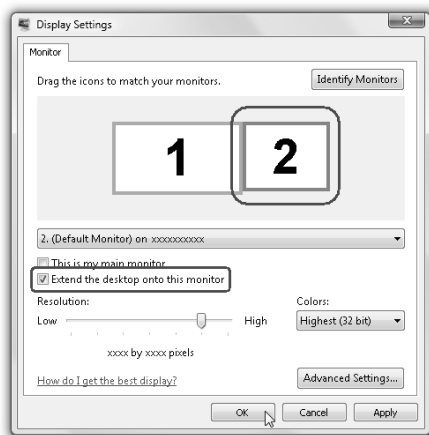 Display Settings
Monitor
Drag the icons to match your monitors.
Identify Monitors
1
2
2. (Default Monitor) on xxxxxxxxxx
This is my main monitor
Extend the desktop onto this monitor
Resolution:
Colors:
Low
High
Highest (32 bit)
xxxx by xxxx pixels
How do I get the best display?
Advanced Settings...
OK
Cancel
Apply